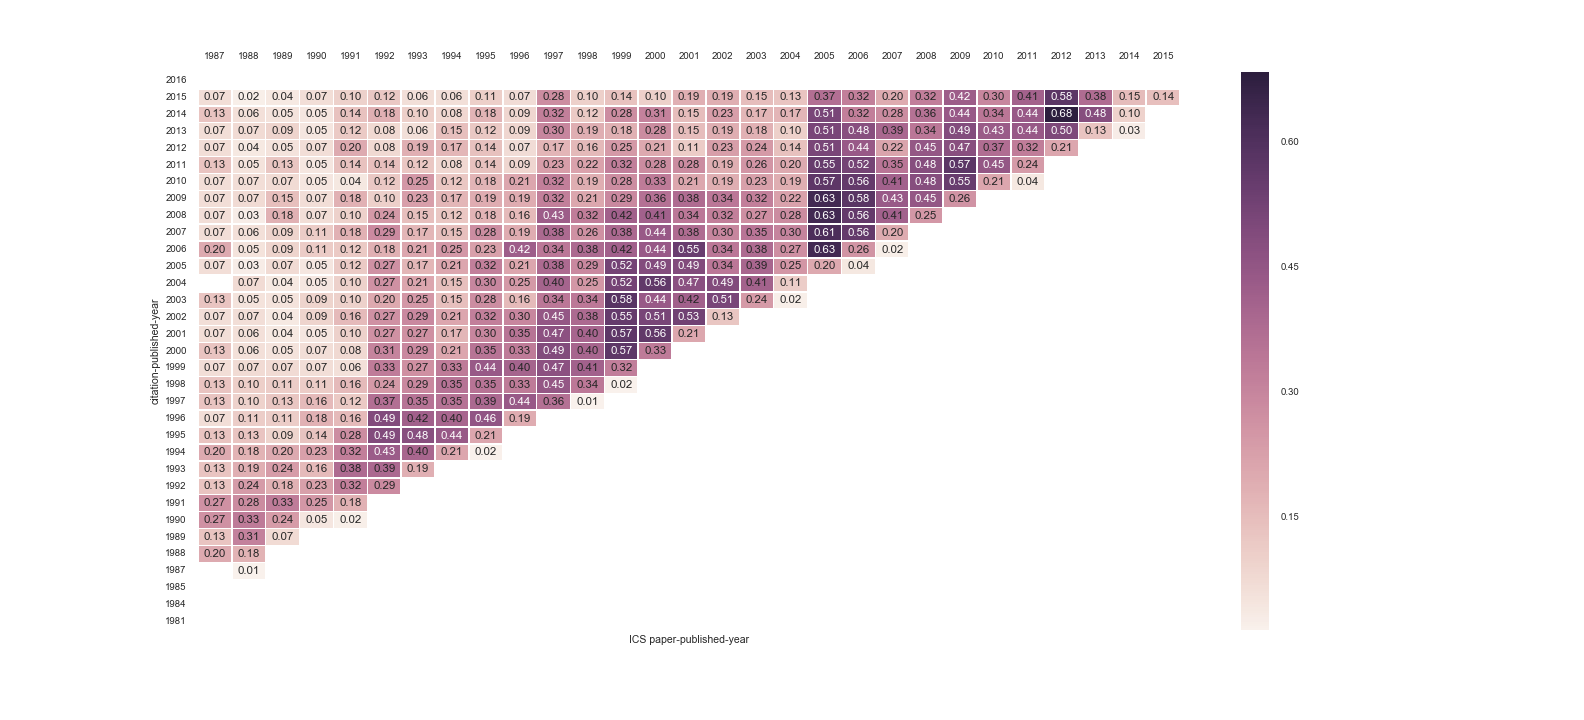 1987 1988 1989 1990 1991 1992 1993 1994 1995 1996 1997 1998 1999 2000 2001 2002 2003 2004 2005 2006 2007 2008 2009 2010 2011 2012 2013 2014 2015
2016
2015 0.07 0.02 0.04 0.07 0.10 0.12 0.06 0.06 0.11 0.07 0.28 0.10 0.14 0.10 0.19 0.19 0.15 0.13 0.37 0.32 0.20 0.32 0.42 0.30 0.41 0.58 0.38 0.15 0.14
2014 0.13 0.06 0.05 0.05 0.14 0.18 0.10 0.08 0.18 0.09 0.32 0.12 0.28 0.31 0.15 0.23 0.17 0.17 0.51 0.32 0.28 0.36 0.44 0.34 0.44 0.68 0.48 0.10
2013 0.07 0.07 0.09 0.05 0.12 0.08 0.06 0.15 0.12 0.09 0.30 0.19 0.18 0.28 0.15 0.19 0.18 0.10 0.51 0.48 0.39 0.34 0.49 0.43 0.44 0.50 0.13 0.03
2012 0.07 0.04 0.05 0.07 0.20 0.08 0.19 0.17 0.14 0.07 0.17 0.16 0.25 0.21 0.11 0.23 0.24 0.14 0.51 0.44 0.22 0.45 0.47 0.37 0.32 0.21
0.60
2011 0.13 0.05 0.13 0.05 0.14 0.14 0.12 0.08 0.14 0.09 0.23 0.22 0.32 0.28 0.28 0.19 0.26 0.20 0.55 0.52 0.35 0.48 0.57 0.45 0.24
2010 0.07 0.07 0.07 0.05 0.04 0.12 0.25 0.12 0.18 0.21 0.32 0.19 0.28 0.33 0.21 0.19 0.23 0.19 0.57 0.56 0.41 0.48 0.55 0.21 0.04
2009 0.07 0.07 0.15 0.07 0.18 0.10 0.23 0.17 0.19 0.19 0.32 0.21 0.29 0.36 0.38 0.34 0.32 0.22 0.63 0.58 0.43 0.45 0.26
2008 0.07 0.03 0.18 0.07 0.10 0.24 0.15 0.12 0.18 0.16 0.43 0.32 0.42 0.41 0.34 0.32 0.27 0.28 0.63 0.56 0.41 0.25
2007 0.07 0.06 0.09 0.11 0.18 0.29 0.17 0.15 0.28 0.19 0.38 0.26 0.38 0.44 0.38 0.30 0.35 0.30 0.61 0.56 0.20
2006 0.20 0.05 0.09 0.11 0.12 0.18 0.21 0.25 0.23 0.42 0.34 0.38 0.42 0.44 0.55 0.34 0.38 0.27 0.63 0.26 0.02
2005 0.07 0.03 0.07 0.05 0.12 0.27 0.17 0.21 0.32 0.21 0.38 0.29 0.52 0.49 0.49 0.34 0.39 0.25 0.20 0.04
0.45
2004 0.07 0.04 0.05 0.10 0.27 0.21 0.15 0.30 0.25 0.40 0.25 0.52 0.56 0.47 0.49 0.41 0.11
2003 0.13 0.05 0.05 0.09 0.10 0.20 0.25 0.15 0.28 0.16 0.34 0.34 0.58 0.44 0.42 0.51 0.24 0.02
2002 0.07 0.07 0.04 0.09 0.16 0.27 0.29 0.21 0.32 0.30 0.45 0.38 0.55 0.51 0.53 0.13
2001 0.07 0.06 0.04 0.05 0.10 0.27 0.27 0.17 0.30 0.35 0.47 0.40 0.57 0.56 0.21
2000 0.13 0.06 0.05 0.07 0.08 0.31 0.29 0.21 0.35 0.33 0.49 0.40 0.57 0.33
citation-published-year
1999 0.07 0.07 0.07 0.07 0.06 0.33 0.27 0.33 0.44 0.40 0.47 0.41 0.32
1998 0.13 0.10 0.11 0.11 0.16 0.24 0.29 0.35 0.35 0.33 0.45 0.34 0.02
0.30
1997 0.13 0.10 0.13 0.16 0.12 0.37 0.35 0.35 0.39 0.44 0.36 0.01
1996 0.07 0.11 0.11 0.18 0.16 0.49 0.42 0.40 0.46 0.19
1995 0.13 0.13 0.09 0.14 0.28 0.49 0.48 0.44 0.21
1994 0.20 0.18 0.20 0.23 0.32 0.43 0.40 0.21 0.02
1993 0.13 0.19 0.24 0.16 0.38 0.39 0.19
1992 0.13 0.24 0.18 0.23 0.32 0.29
1991 0.27 0.28 0.33 0.25 0.18
1990 0.27 0.33 0.24 0.05 0.02
0.15
1989 0.13 0.31 0.07
1988 0.20 0.18
1987 0.01
1985
1984
1981
ICS paper-published-year